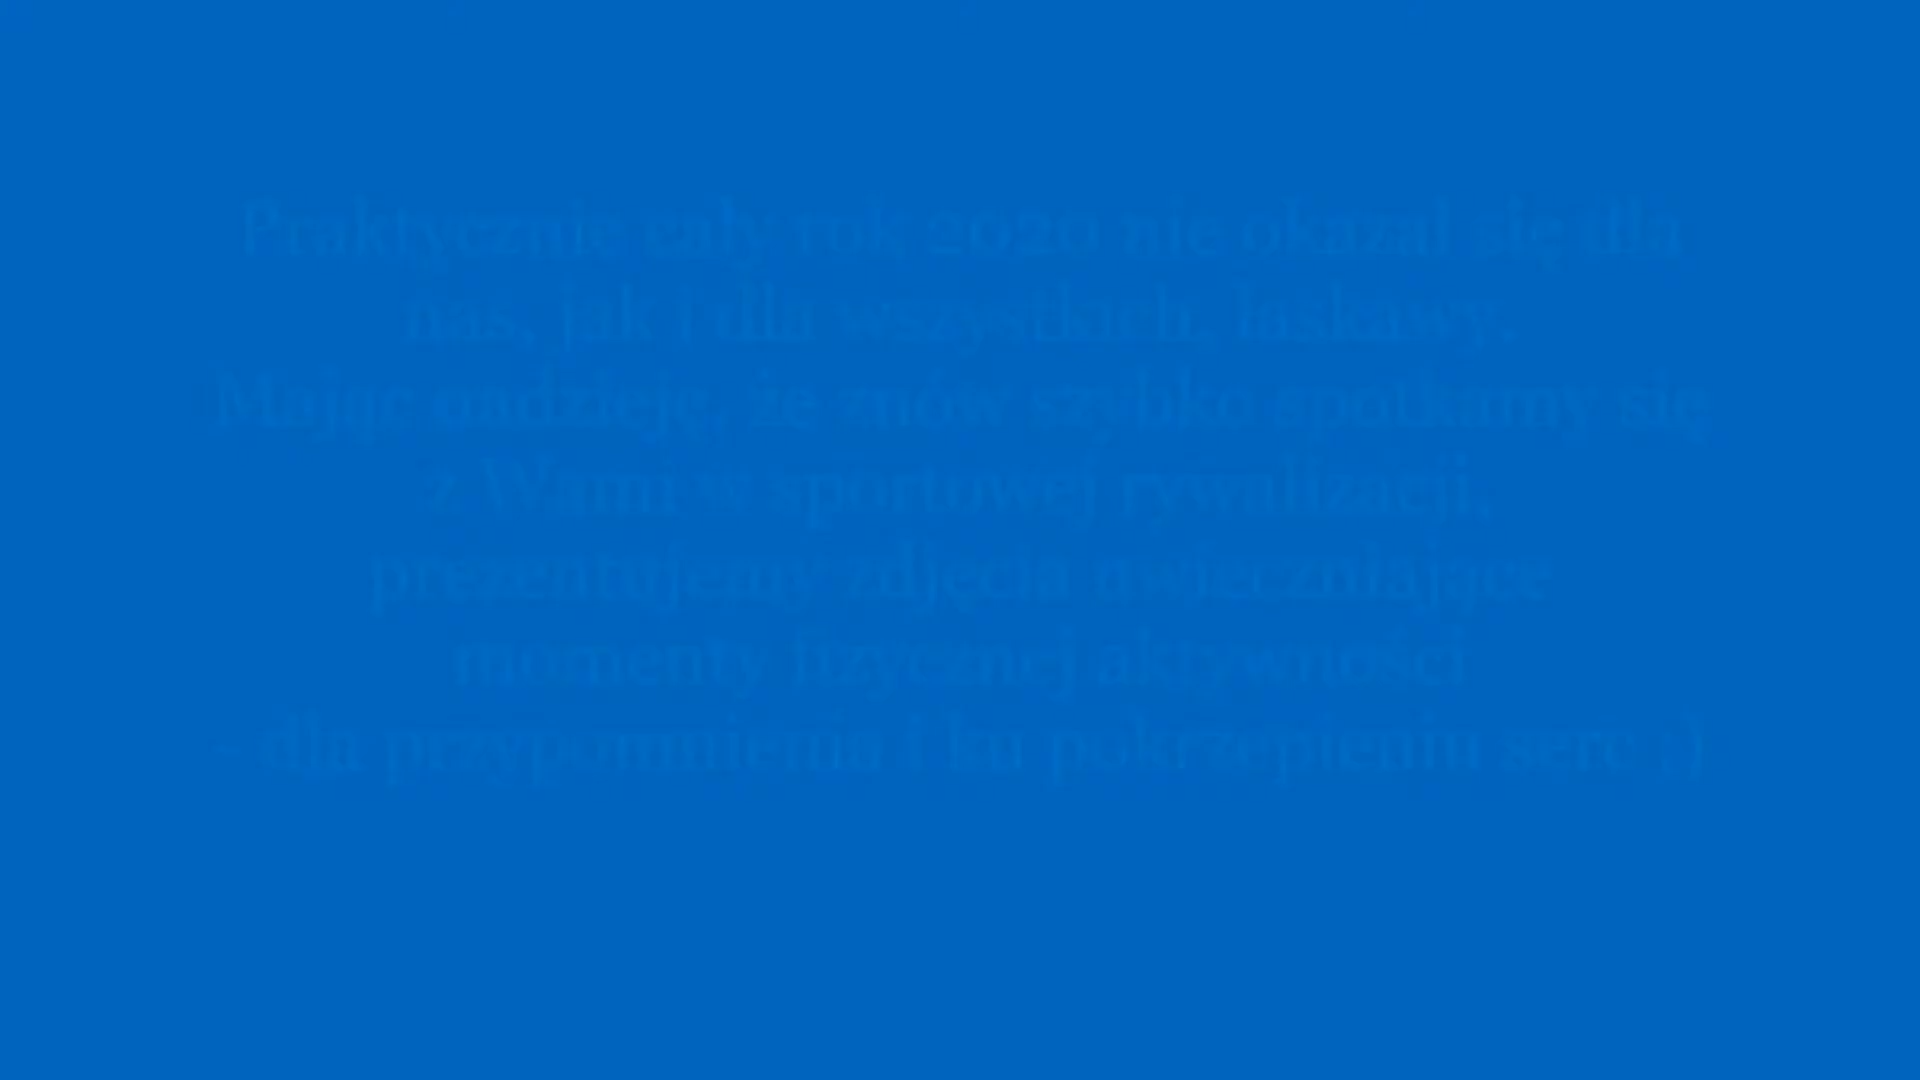 Praktycznie cały rok 2020 nie okazał się dla
nas, jak i dla wszystkich, łaskawy.
Mając nadzieję, że znów szybko spotkamy się
z Wami w sportowej rywalizacji,
prezentujemy zdjęcia uwieczniające
momenty fizycznej aktywności
- dla przypomnienia i ku pokrzepieniu serc ;)